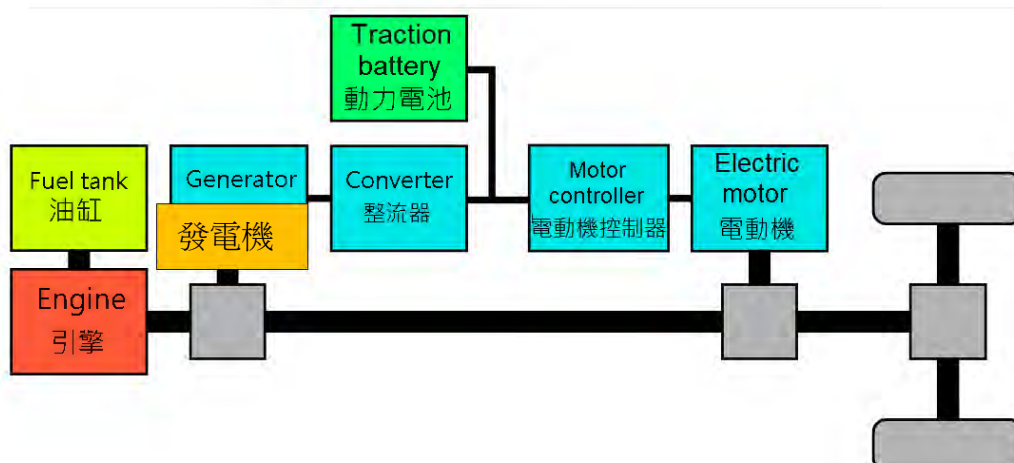 Traction
battery
動力電池
Fuel tank
油缸
Generator
發電機
Converter
整流器
Motor
controller
電動機控制器
Electric
motor
電動機
Engine
引擎